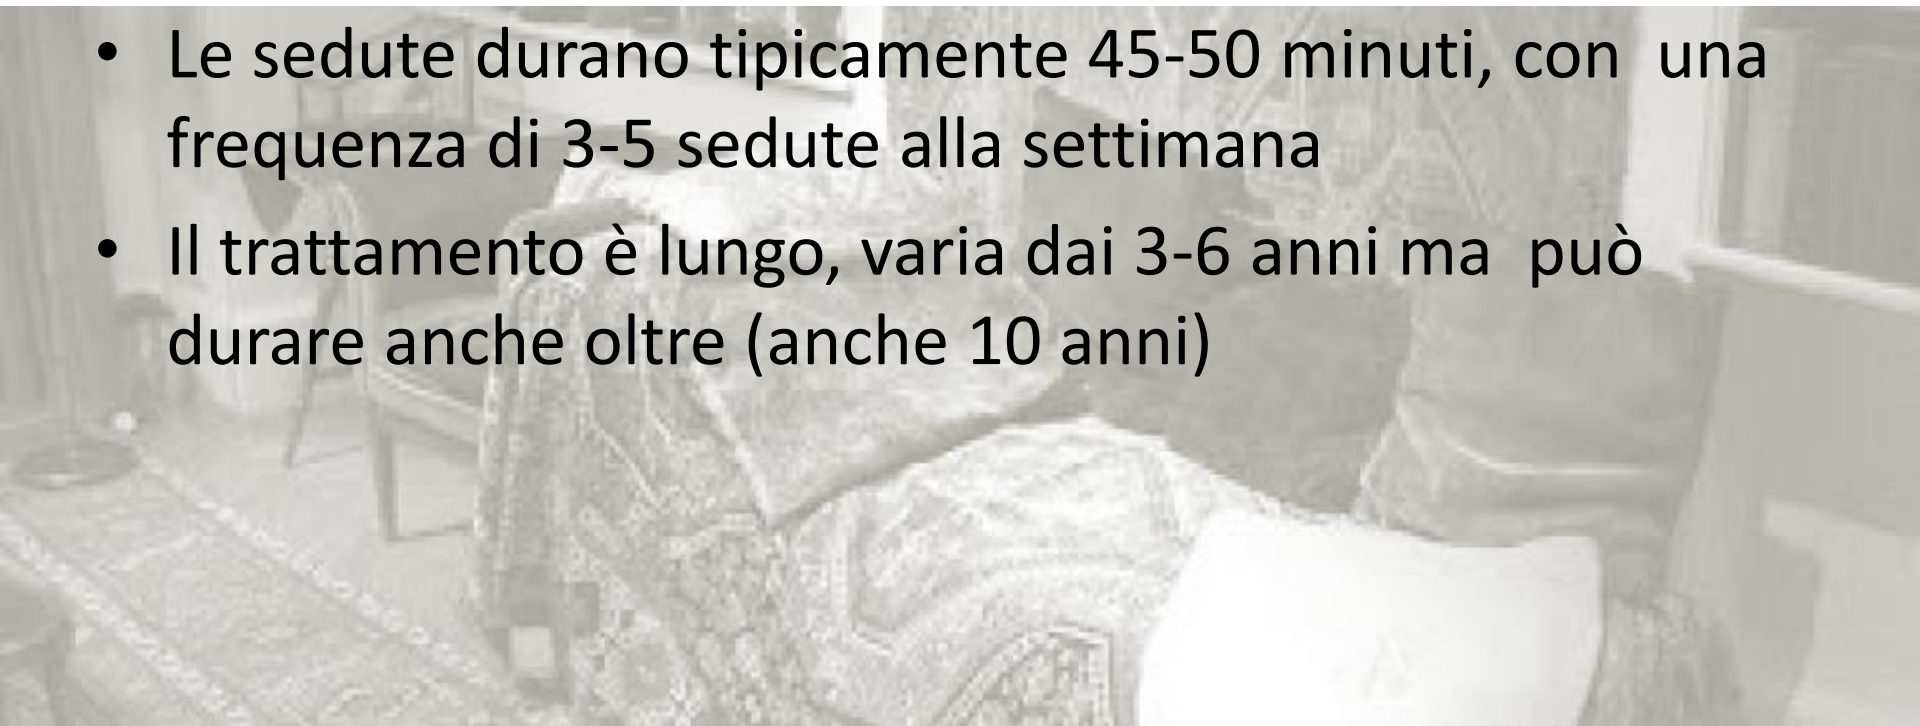 • Le sedute durano tipicamente 45-50 minuti, con una
frequenza di 3-5 sedute alla settimana
• Il trattamento è lungo, varia dai 3-6 anni ma può
durare anche oltre (anche 10 anni)